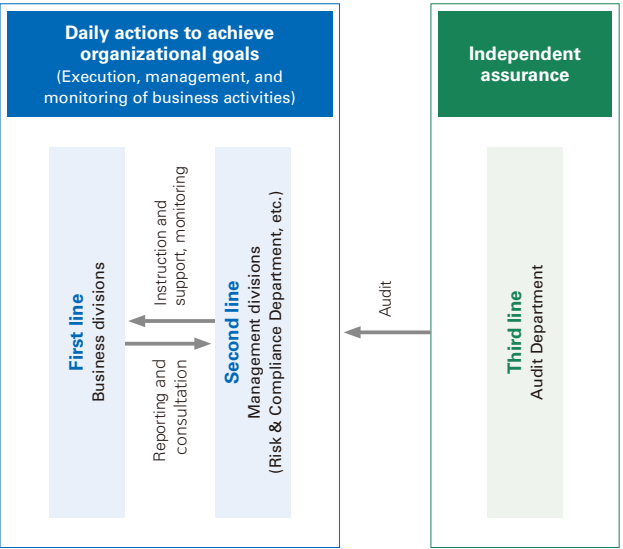 Daily actions to achieve
organizational goals
(Execution, management, and
monitoring of business activities)
Independent
assurance
First line
Business divisions
Instruction and
support, monitoring
Reporting and
consultation
Second line
Management divisions
(Risk & Compliance Department, etc.)
Audit
Third line
Audit Department